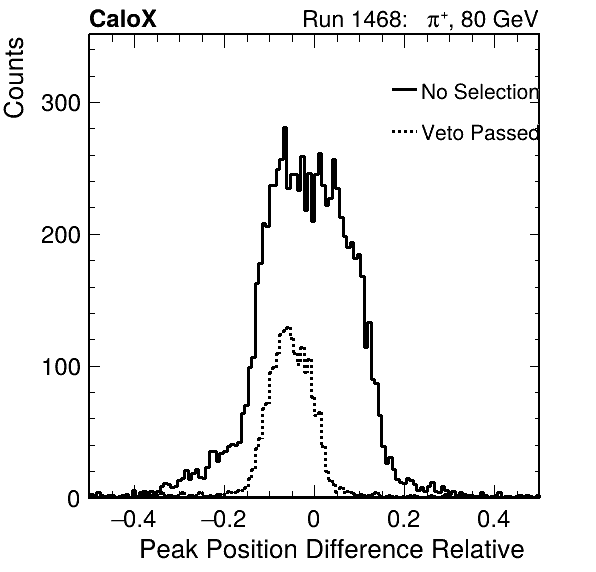 CaloX
Run 1468: π⁺, 80 GeV
Counts
No Selection
Veto Passed
300
200
100
0
−0.4 −0.2 0 0.2 0.4
Peak Position Difference Relative